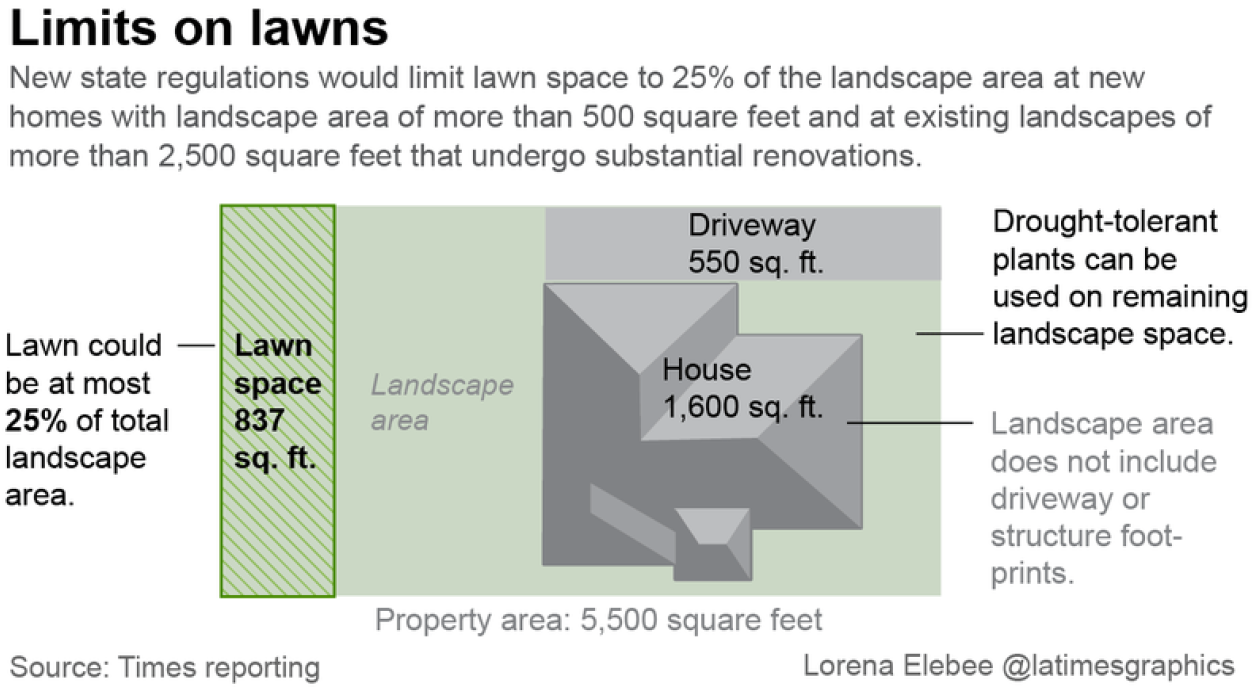 Limits on lawns
New state regulations would limit lawn space to 25% of the landscape area at new
homes with landscape area of more than 500 square feet and at existing landscapes of
more than 2,500 square feet that undergo substantial renovations.
Lawn could
be at most
25% of total
landscape
area.
Lawn
space
837
sq. ft.
Landscape
area
Driveway
550 sq. ft.
House
1,600 sq. ft.
Drought-tolerant
plants can be
used on remaining
landscape space.
Landscape area
does not include
driveway or
structure foot-
prints.
Property area: 5,500 square feet
Source: Times reporting
Lorena Elebee @latimesgraphics